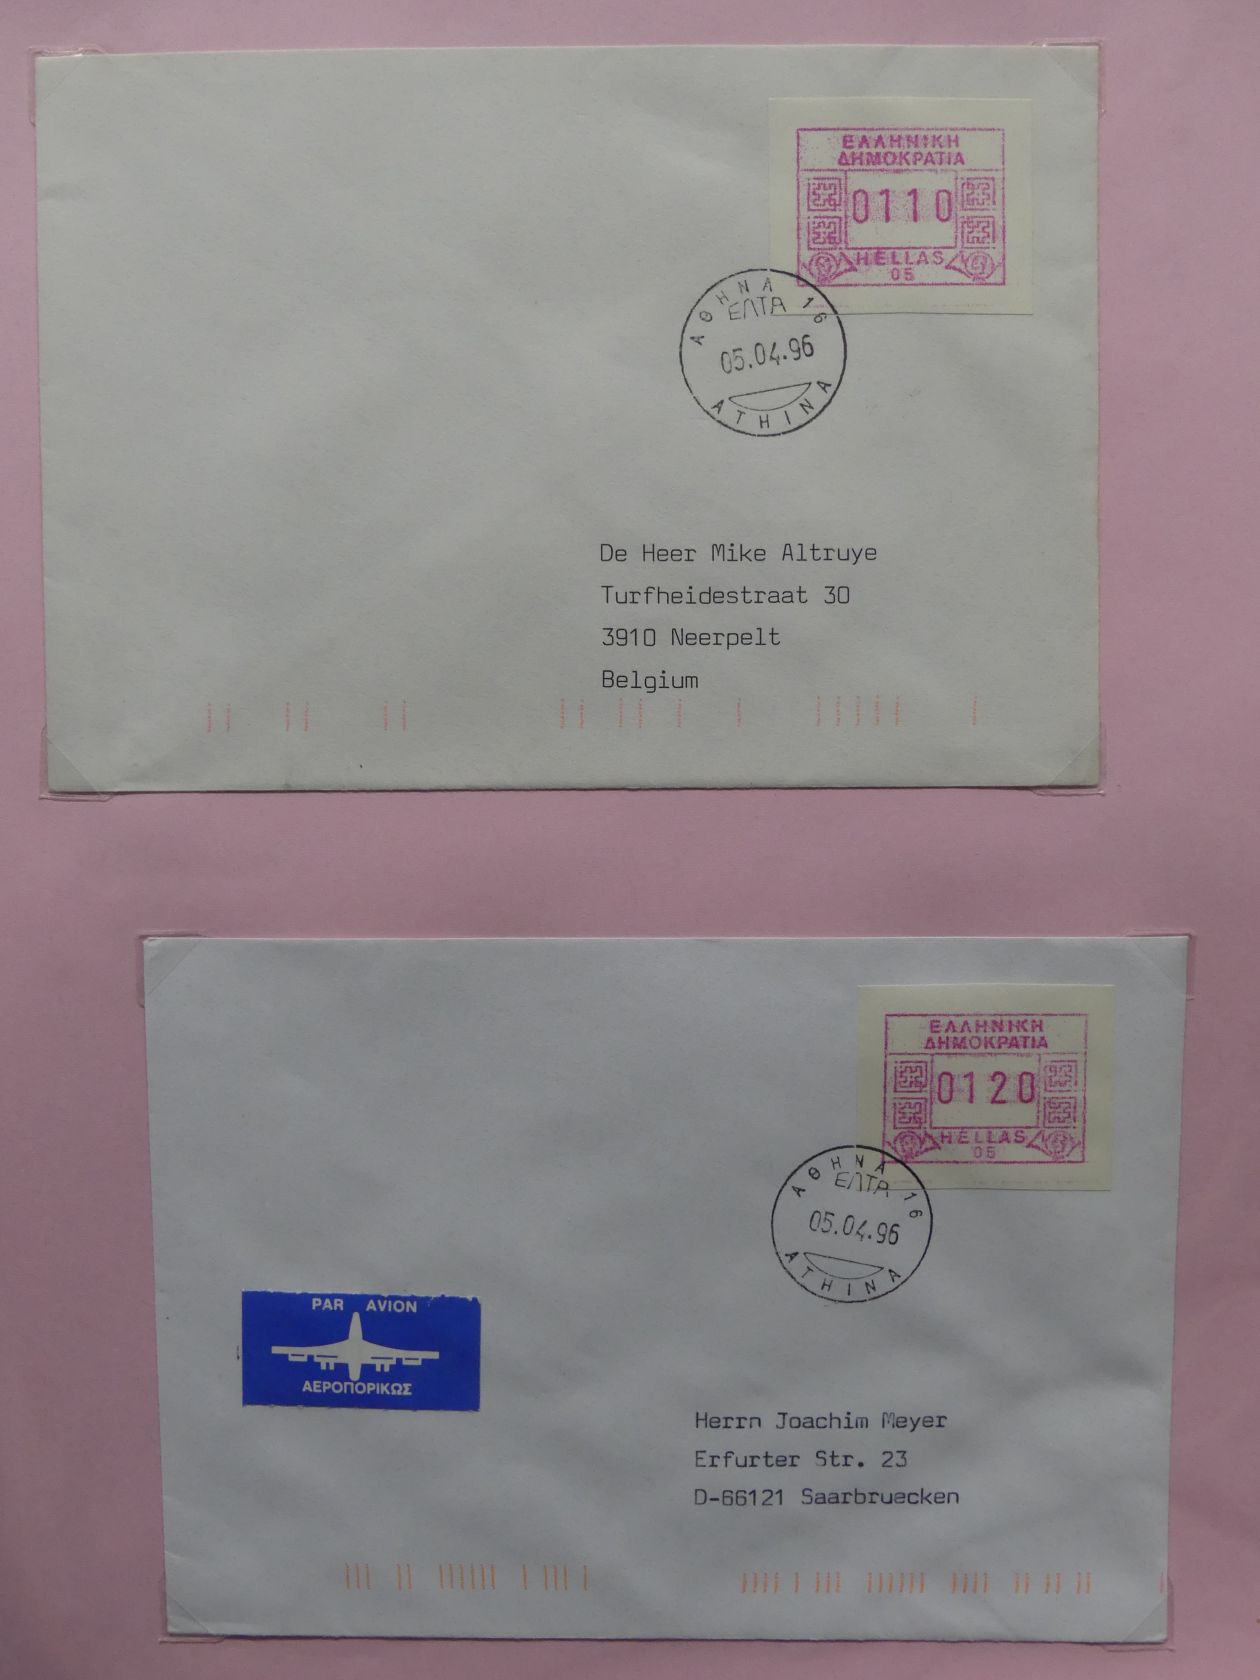 ΕΛΛΗΝΙΚΗ
ΔΗΜΟΚΡΑΤΙΑ
0110
HELLAS
05
ΑΘΗΝΑ 16
ΕΛΤΑ
05.04.96
ATHINA
De Heer Mike Altruye
Turfheidestraat 30
3910 Neerpelt
Belgium
ΕΛΛΗΝΙΚΗ
ΔΗΜΟΚΡΑΤΙΑ
0120
HELLAS
05
ΑΘΗΝΑ 16
ΕΛΤΑ
05.04.96
ATHINA
PAR AVION
ΑΕΡΟΠΟΡΙΚΩΣ
Herrn Joachim Meyer
Erfurter Str. 23
D-66121 Saarbruecken